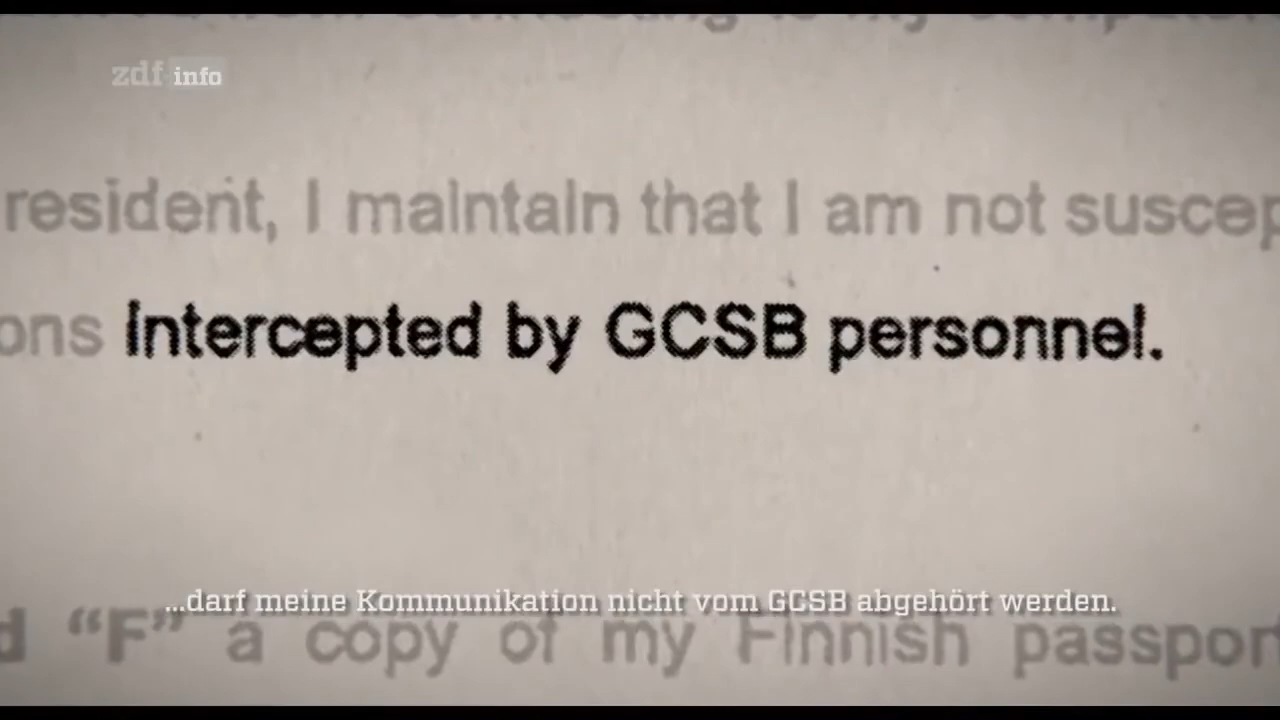 zdf info
resident, I maintain that I am not suscep
ons intercepted by GCSB personnel.
...darf meine Kommunikation nicht vom GCSB abgehört werden.
d “F” a copy of my Finnish passpor